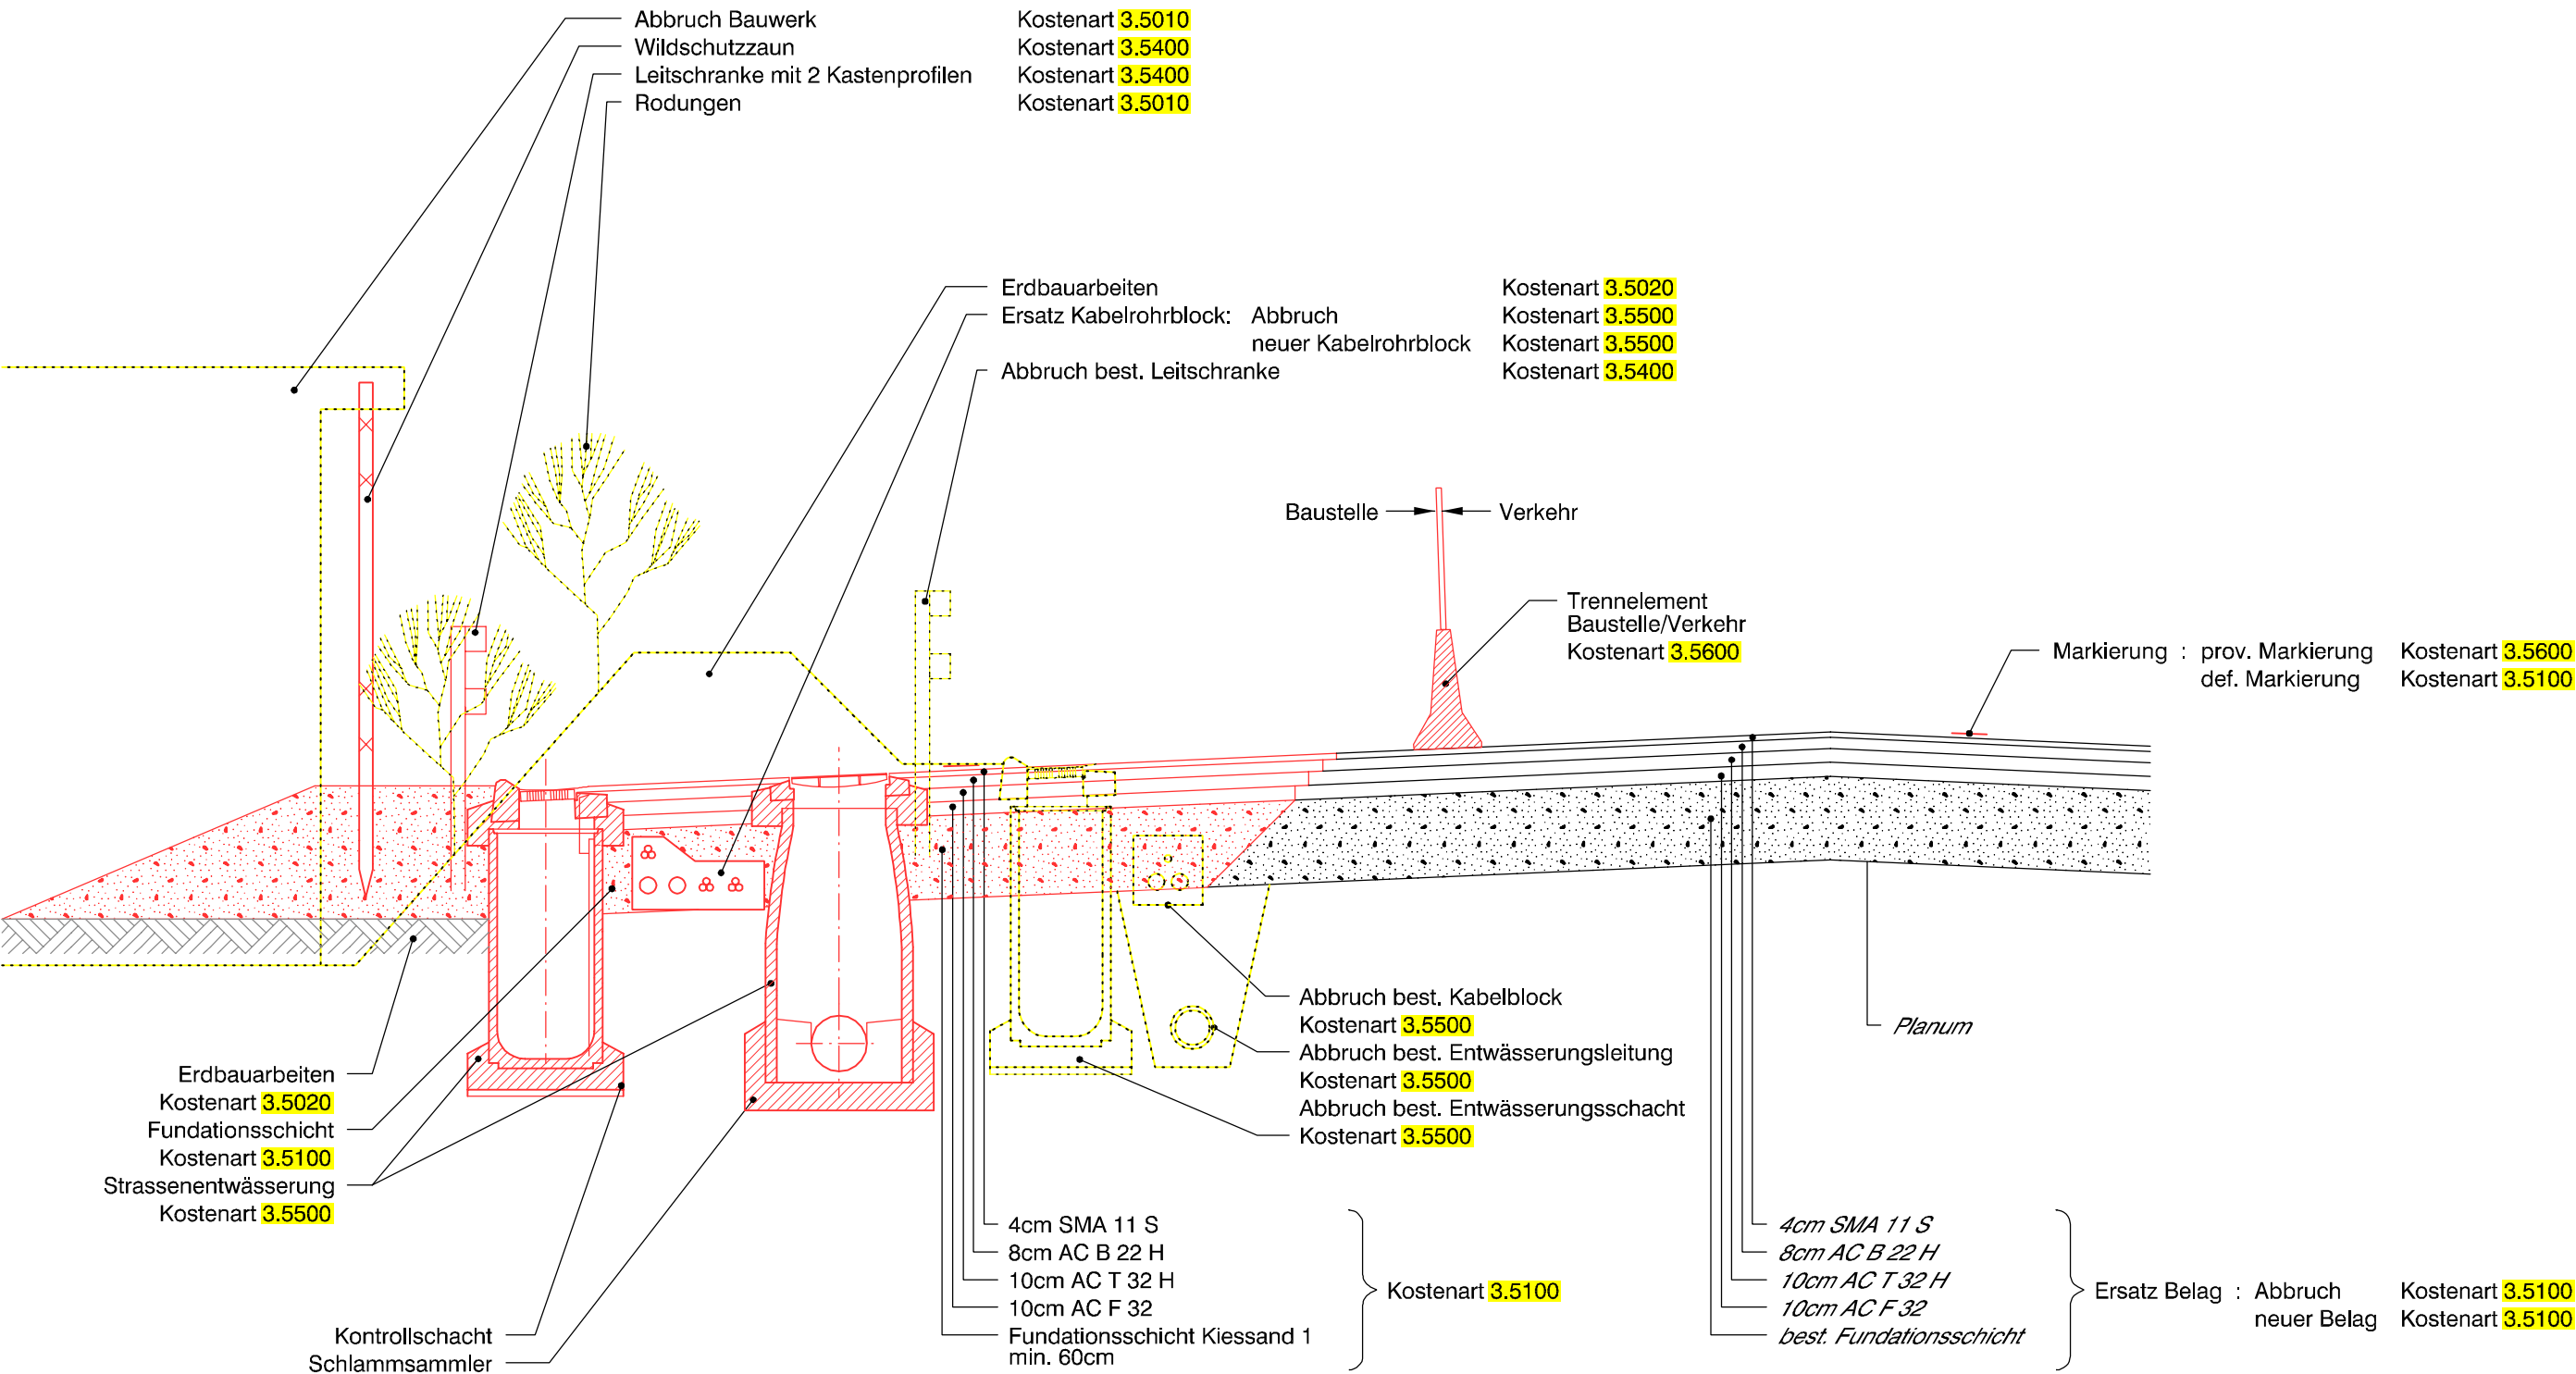 Abbruch Bauwerk Kostenart 3.5010
Wildschutzzaun Kostenart 3.5400
Leitschranke mit 2 Kastenprofilen Kostenart 3.5400
Rodungen Kostenart 3.5010
Erdbauarbeiten Kostenart 3.5020
Ersatz Kabelrohrblock: Abbruch Kostenart 3.5500
neuer Kabelrohrblock Kostenart 3.5500
Abbruch best. Leitschranke Kostenart 3.5400
Baustelle Verkehr
Trennelement
Baustelle/Verkehr
Kostenart 3.5600
Markierung : prov. Markierung Kostenart 3.5600
def. Markierung Kostenart 3.5100
Planum
Abbruch best. Kabelblock
Kostenart 3.5500
Abbruch best. Entwässerungsleitung
Kostenart 3.5500
Abbruch best. Entwässerungsschacht
Kostenart 3.5500
Erdbauarbeiten
Kostenart 3.5020
Fundationsschicht
Kostenart 3.5100
Strassenentwässerung
Kostenart 3.5500
Kontrollschacht
Schlammsammler
4cm SMA 11 S
8cm AC B 22 H
10cm AC T 32 H
10cm AC F 32
Fundationsschicht Kiessand 1
min. 60cm
Kostenart 3.5100
4cm SMA 11 S
8cm AC B 22 H
10cm AC T 32 H
10cm AC F 32
best. Fundationsschicht
Ersatz Belag : Abbruch Kostenart 3.5100
neuer Belag Kostenart 3.5100